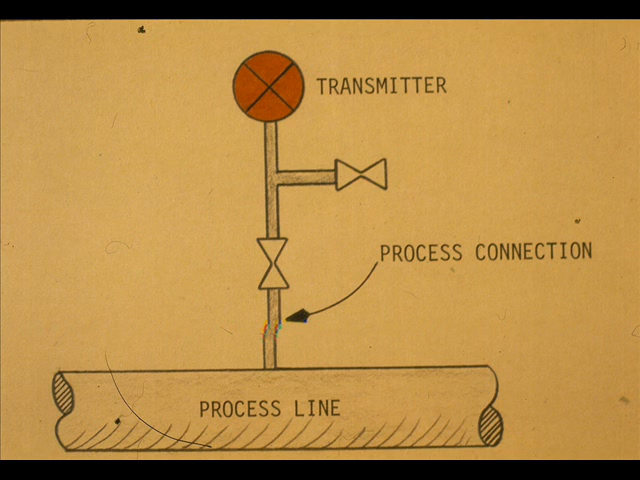 TRANSMITTER
PROCESS CONNECTION
PROCESS LINE